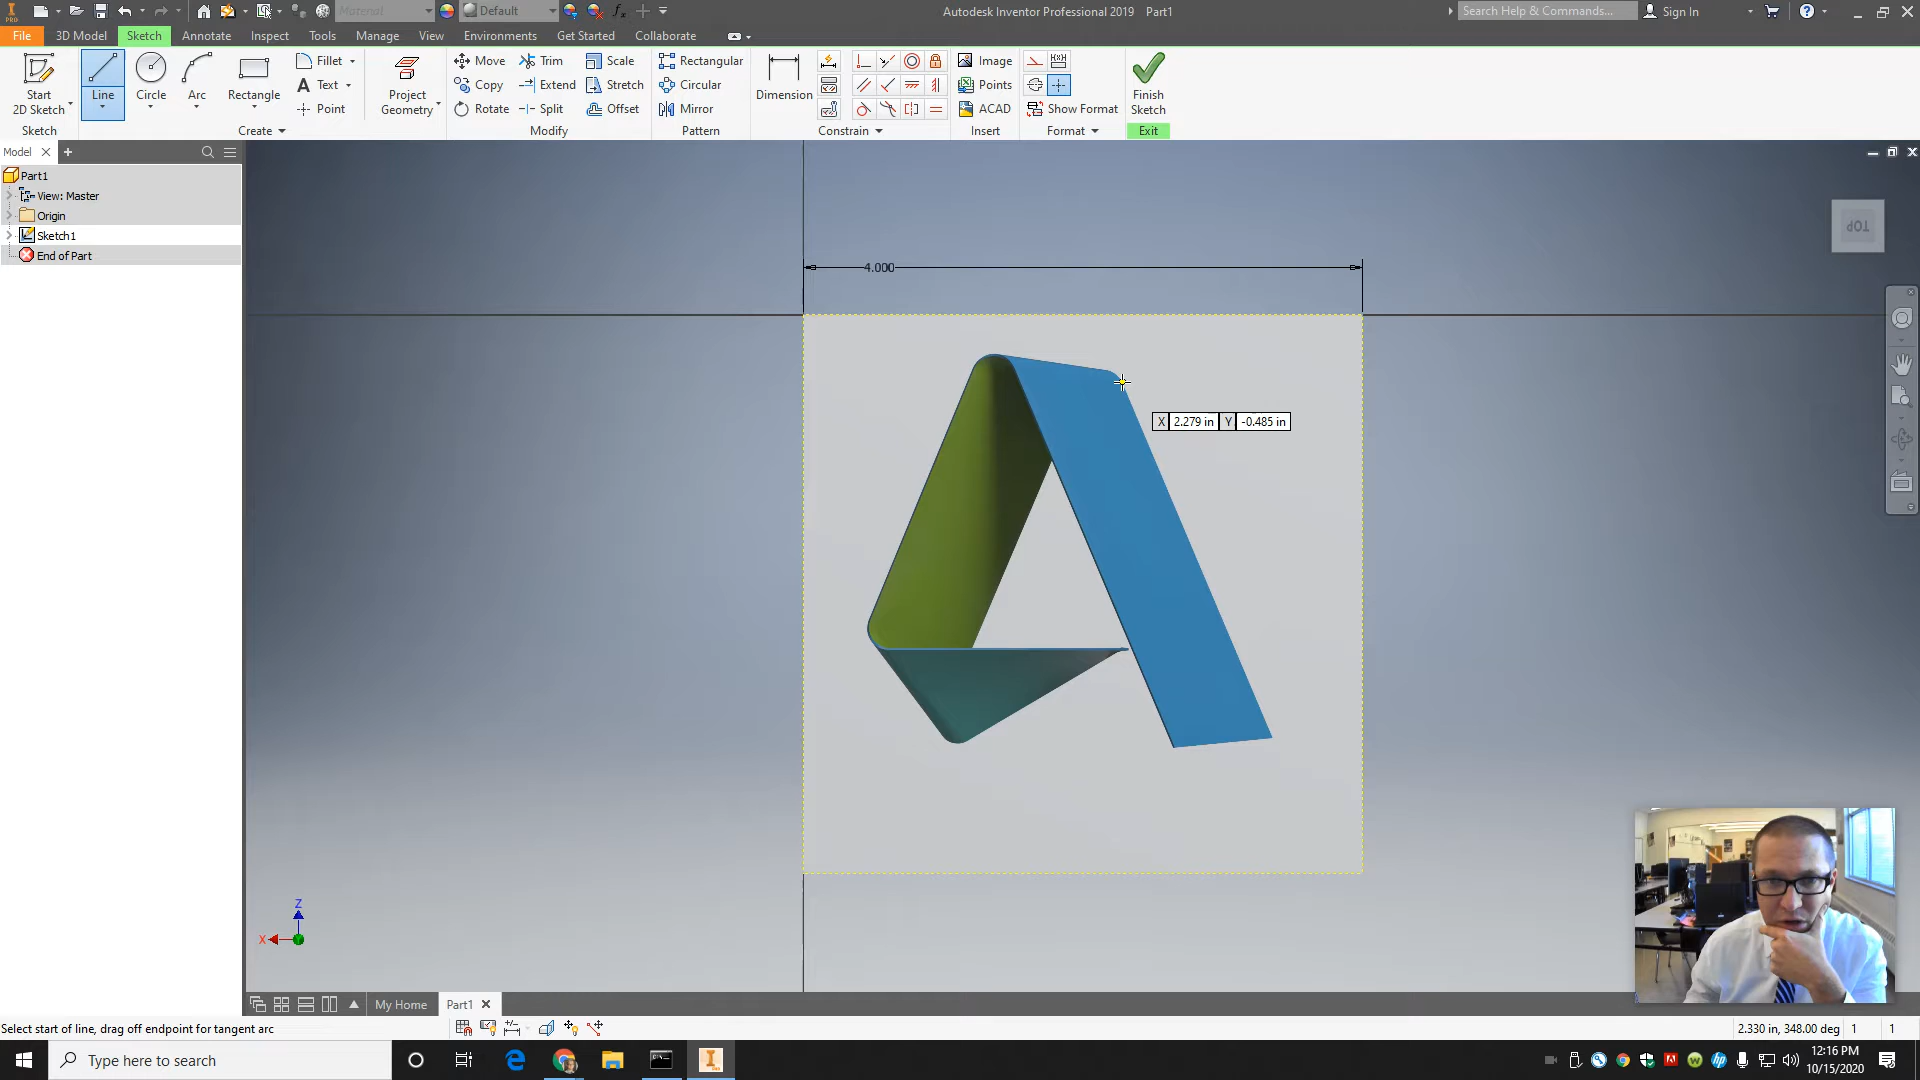 PRO
Material
Default
Autodesk Inventor Professional 2019 Part1
Search Help & Commands...
Sign In
File
3D Model
Sketch
Annotate
Inspect
Tools
Manage
View
Environments
Get Started
Collaborate
Start
2D Sketch
Line
Circle
Arc
Rectangle
Fillet
Text
Point
Project
Geometry
Move
Copy
Rotate
Trim
Extend
Split
Scale
Stretch
Offset
Rectangular
Circular
Mirror
Dimension
Image
Points
ACAD
Show Format
Finish
Sketch
Sketch
Create
Modify
Pattern
Constrain
Insert
Format
Exit
Model
Part1
View: Master
Origin
Sketch1
End of Part
TOP
4.000
X 2.279 in Y -0.485 in
Z
X
My Home
Part1
Select start of line, drag off endpoint for tangent arc
2.330 in, 348.00 deg 1 1
Type here to search
12:16 PM
10/15/2020